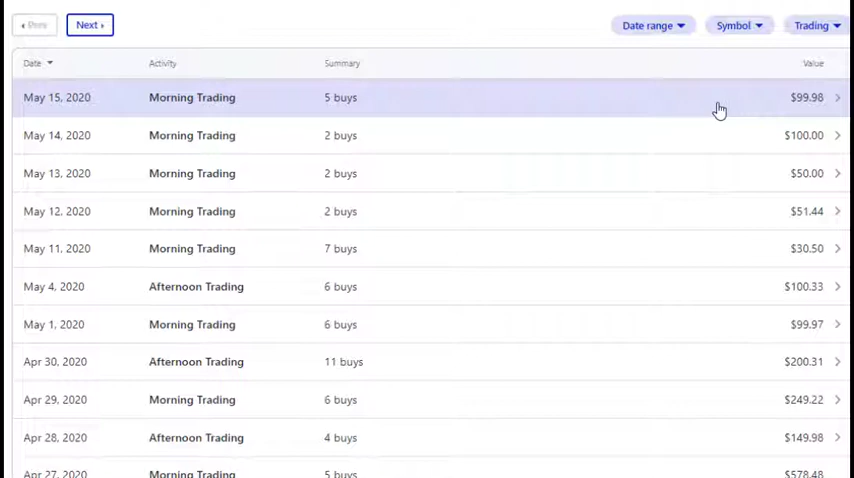 ‹ Prev Next › Date range Symbol Trading
Date Activity Summary Value
May 15, 2020 Morning Trading 5 buys $99.98
May 14, 2020 Morning Trading 2 buys $100.00
May 13, 2020 Morning Trading 2 buys $50.00
May 12, 2020 Morning Trading 2 buys $51.44
May 11, 2020 Morning Trading 7 buys $30.50
May 4, 2020 Afternoon Trading 6 buys $100.33
May 1, 2020 Morning Trading 6 buys $99.97
Apr 30, 2020 Afternoon Trading 11 buys $200.31
Apr 29, 2020 Morning Trading 6 buys $249.22
Apr 28, 2020 Afternoon Trading 4 buys $149.98
Apr 27, 2020 Morning Trading 5 buys $578.48